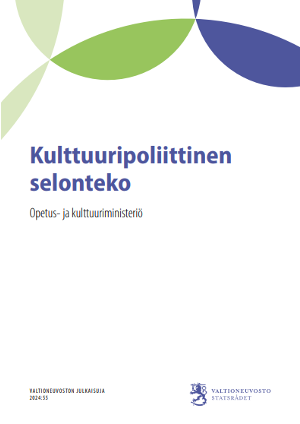 Kulttuuripoliittinen
selonteko
Opetus- ja kulttuuriministeriö
VALTIONEUVOSTON JULKAISUJA
2024:55
VALTIONEUVOSTO
STATSRÅDET